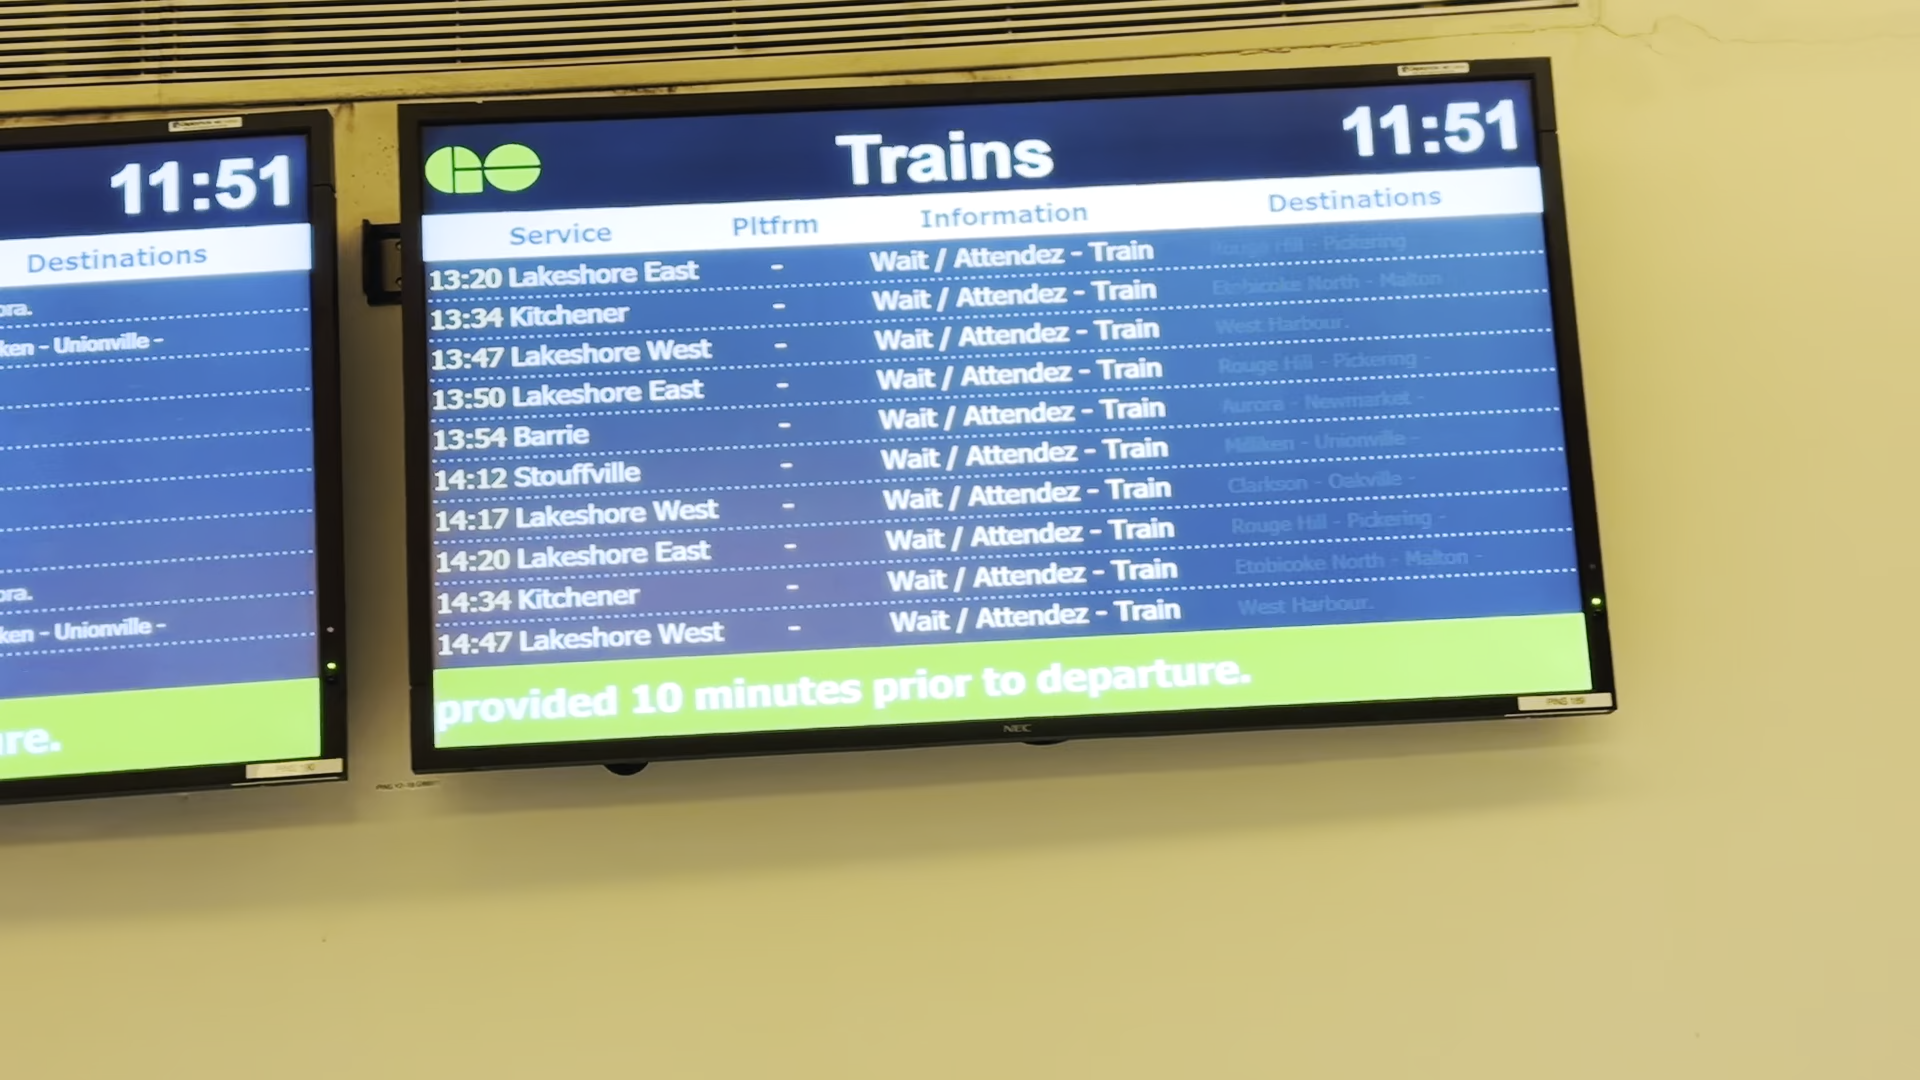 11:51
Destinations
ora.
ken - Unionville -
ora.
ken - Unionville -
ure.
GO
Trains
11:51
Service Pltfrm Information Destinations
13:20 Lakeshore East - Wait / Attendez - Train Rouge Hill - Pickering
13:34 Kitchener - Wait / Attendez - Train Etobicoke North - Malton
13:47 Lakeshore West - Wait / Attendez - Train West Harbour.
13:50 Lakeshore East - Wait / Attendez - Train Rouge Hill - Pickering -
13:54 Barrie - Wait / Attendez - Train Aurora - Newmarket -
14:12 Stouffville - Wait / Attendez - Train Milliken - Unionville -
14:17 Lakeshore West - Wait / Attendez - Train Clarkson - Oakville -
14:20 Lakeshore East - Wait / Attendez - Train Rouge Hill - Pickering -
14:34 Kitchener - Wait / Attendez - Train Etobicoke North - Malton -
14:47 Lakeshore West - Wait / Attendez - Train West Harbour.
provided 10 minutes prior to departure.
NEC